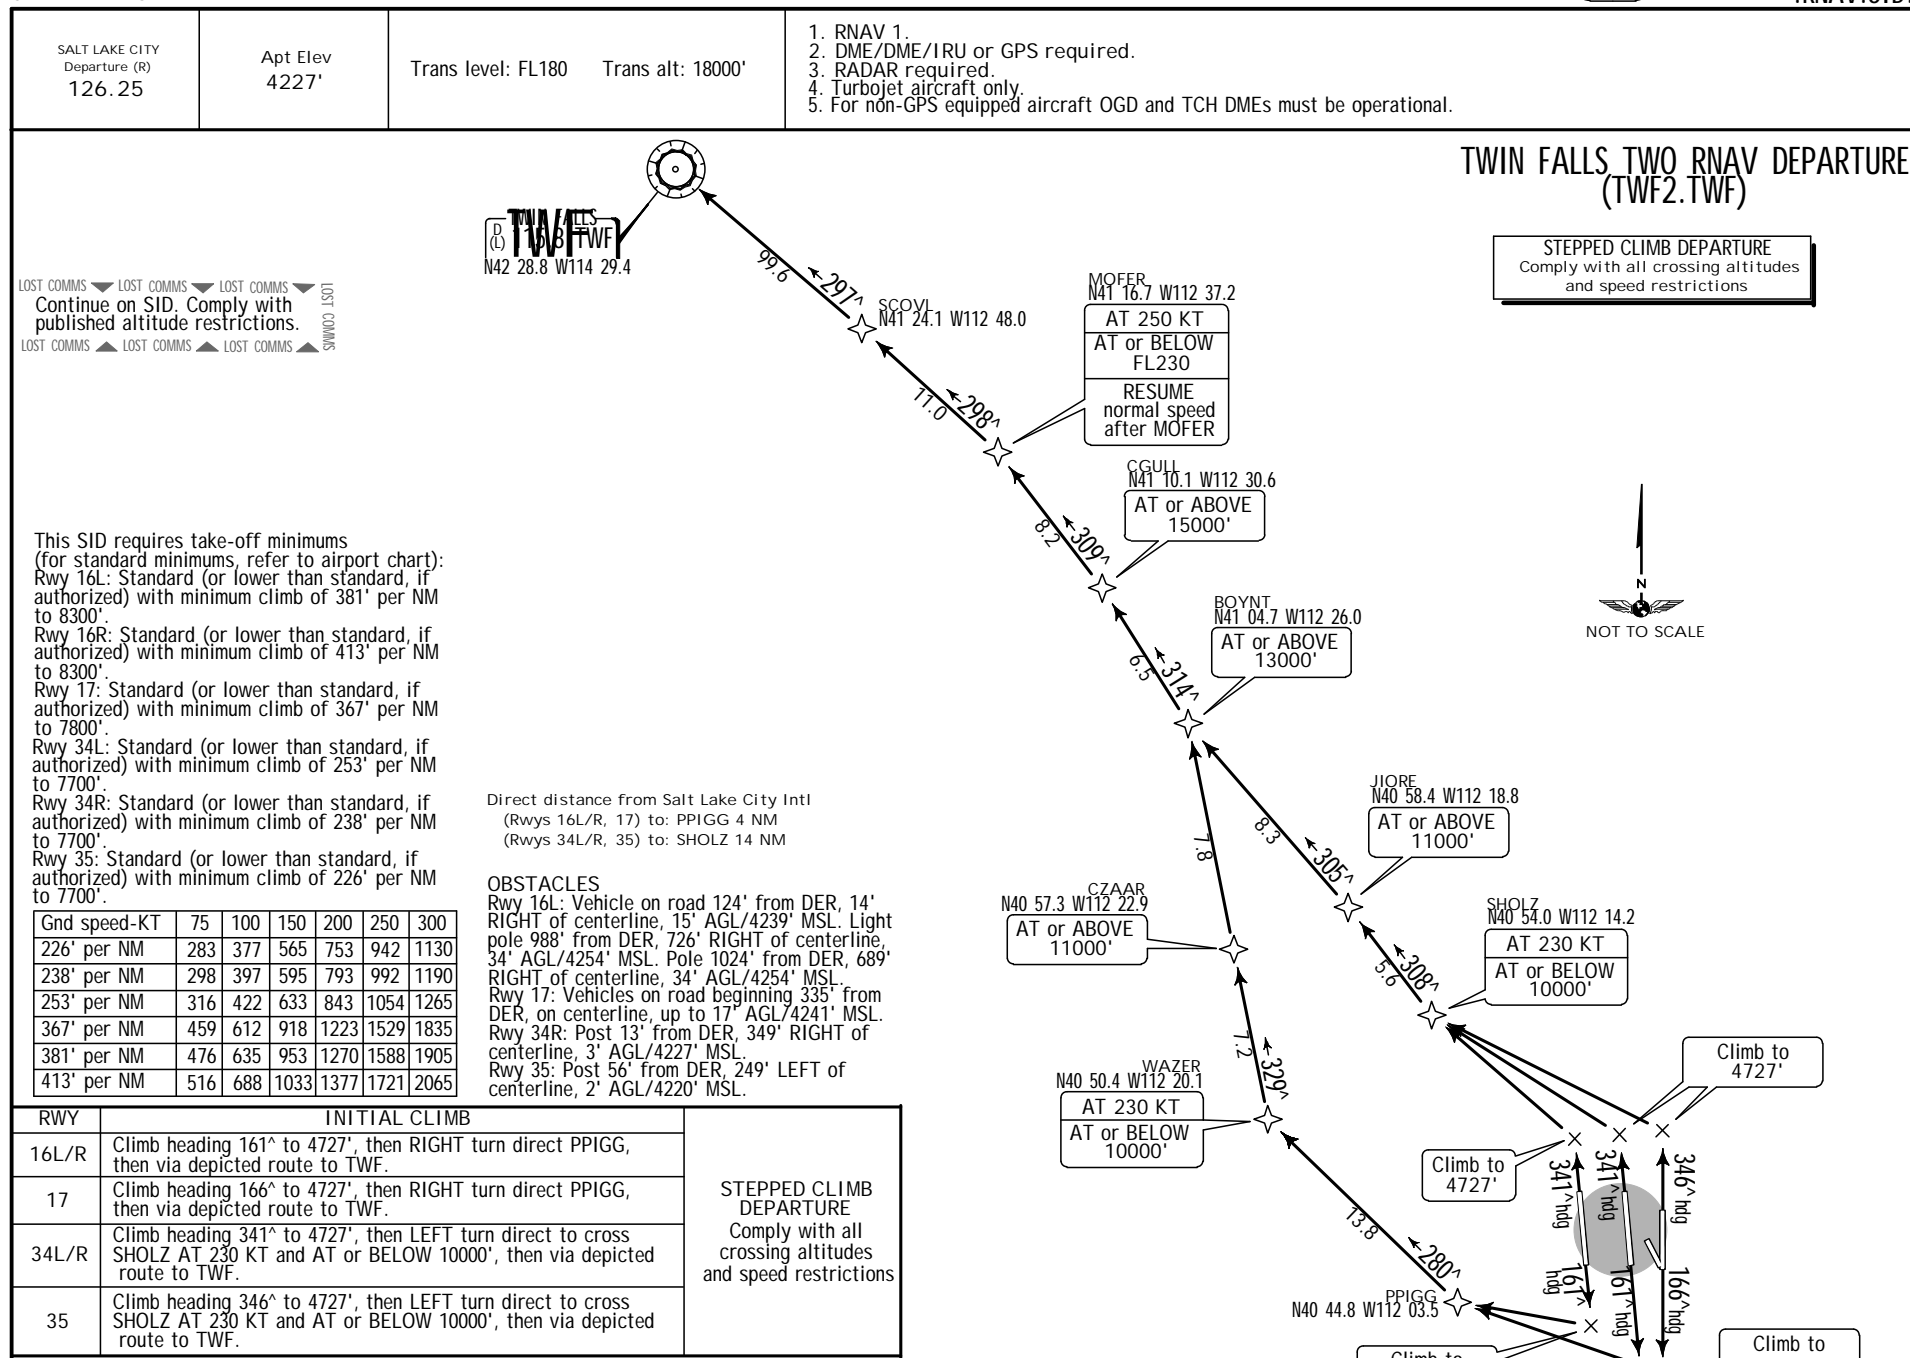 SALT LAKE CITY
Departure (R)
126.25
Apt Elev
4227'
Trans level: FL180 Trans alt: 18000'
1. RNAV 1.
2. DME/DME/IRU or GPS required.
3. RADAR required.
4. Turbojet aircraft only.
5. For non-GPS equipped aircraft OGD and TCH DMEs must be operational.
TWIN FALLS TWO RNAV DEPARTURE
(TWF2.TWF)
STEPPED CLIMB DEPARTURE
Comply with all crossing altitudes
and speed restrictions
TWIN FALLS
D
(L) 115.8 TWF
TWF
N42 28.8 W114 29.4
LOST COMMS LOST COMMS LOST COMMS
LOST COMMS
Continue on SID. Comply with
published altitude restrictions.
LOST COMMS LOST COMMS LOST COMMS
99.6
297^
SCOVL
N41 24.1 W112 48.0
11.0
298^
MOFER
N41 16.7 W112 37.2
AT 250 KT
AT or BELOW
FL230
RESUME
normal speed
after MOFER
8.2
309^
CGULL
N41 10.1 W112 30.6
AT or ABOVE
15000'
6.5
314^
BOYNT
N41 04.7 W112 26.0
AT or ABOVE
13000'
N
NOT TO SCALE
This SID requires take-off minimums
(for standard minimums, refer to airport chart):
Rwy 16L: Standard (or lower than standard, if
authorized) with minimum climb of 381' per NM
to 8300'.
Rwy 16R: Standard (or lower than standard, if
authorized) with minimum climb of 413' per NM
to 8300'.
Rwy 17: Standard (or lower than standard, if
authorized) with minimum climb of 367' per NM
to 7800'.
Rwy 34L: Standard (or lower than standard, if
authorized) with minimum climb of 253' per NM
to 7700'.
Rwy 34R: Standard (or lower than standard, if
authorized) with minimum climb of 238' per NM
to 7700'.
Rwy 35: Standard (or lower than standard, if
authorized) with minimum climb of 226' per NM
to 7700'.
Gnd speed-KT 75 100 150 200 250 300
226' per NM 283 377 565 753 942 1130
238' per NM 298 397 595 793 992 1190
253' per NM 316 422 633 843 1054 1265
367' per NM 459 612 918 1223 1529 1835
381' per NM 476 635 953 1270 1588 1905
413' per NM 516 688 1033 1377 1721 2065
Direct distance from Salt Lake City Intl
(Rwys 16L/R, 17) to: PPIGG 4 NM
(Rwys 34L/R, 35) to: SHOLZ 14 NM
OBSTACLES
Rwy 16L: Vehicle on road 124' from DER, 14'
RIGHT of centerline, 15' AGL/4239' MSL. Light
pole 988' from DER, 726' RIGHT of centerline,
34' AGL/4254' MSL. Pole 1024' from DER, 689'
RIGHT of centerline, 34' AGL/4254' MSL.
Rwy 17: Vehicles on road beginning 335' from
DER, on centerline, up to 17' AGL/4241' MSL.
Rwy 34R: Post 13' from DER, 349' RIGHT of
centerline, 3' AGL/4227' MSL.
Rwy 35: Post 56' from DER, 249' LEFT of
centerline, 2' AGL/4220' MSL.
7.8
8.3
305^
JIORE
N40 58.4 W112 18.8
AT or ABOVE
11000'
CZAAR
N40 57.3 W112 22.9
AT or ABOVE
11000'
5.6
308^
SHOLZ
N40 54.0 W112 14.2
AT 230 KT
AT or BELOW
10000'
7.2
329^
WAZER
N40 50.4 W112 20.1
AT 230 KT
AT or BELOW
10000'
Climb to
4727'
Climb to
4727'
341^
hdg
341^
hdg
346^
hdg
161^
hdg
161^
hdg
166^
hdg
13.8
280^
PPIGG
N40 44.8 W112 03.5
Climb to
Climb to
RWY INITIAL CLIMB
16L/R Climb heading 161^ to 4727', then RIGHT turn direct PPIGG,
then via depicted route to TWF.
17 Climb heading 166^ to 4727', then RIGHT turn direct PPIGG,
then via depicted route to TWF.
34L/R Climb heading 341^ to 4727', then LEFT turn direct to cross
SHOLZ AT 230 KT and AT or BELOW 10000', then via depicted
route to TWF.
35 Climb heading 346^ to 4727', then LEFT turn direct to cross
SHOLZ AT 230 KT and AT or BELOW 10000', then via depicted
route to TWF.
STEPPED CLIMB
DEPARTURE
Comply with all
crossing altitudes
and speed restrictions